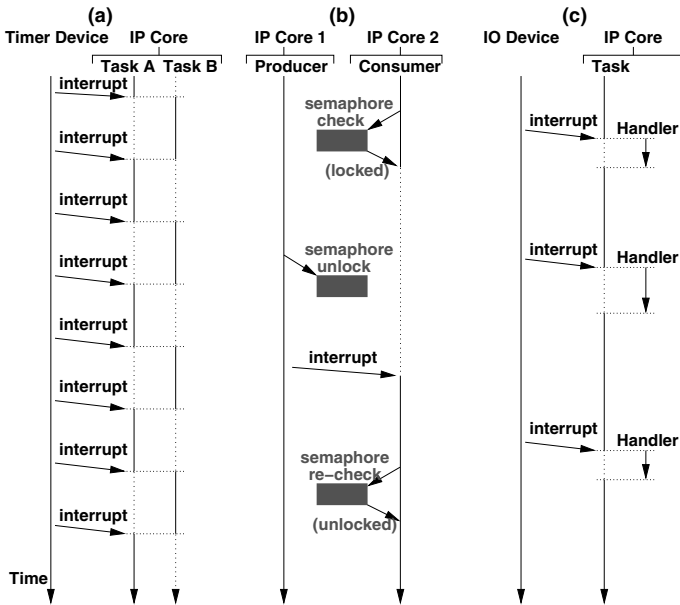 (a)
Timer Device IP Core
Task A Task B
interrupt
interrupt
interrupt
interrupt
interrupt
interrupt
interrupt
interrupt
Time
(b)
IP Core 1 IP Core 2
Producer Consumer
semaphore
check
(locked)
semaphore
unlock
interrupt
semaphore
re-check
(unlocked)
(c)
IO Device IP Core
Task
interrupt
Handler
interrupt
Handler
interrupt
Handler